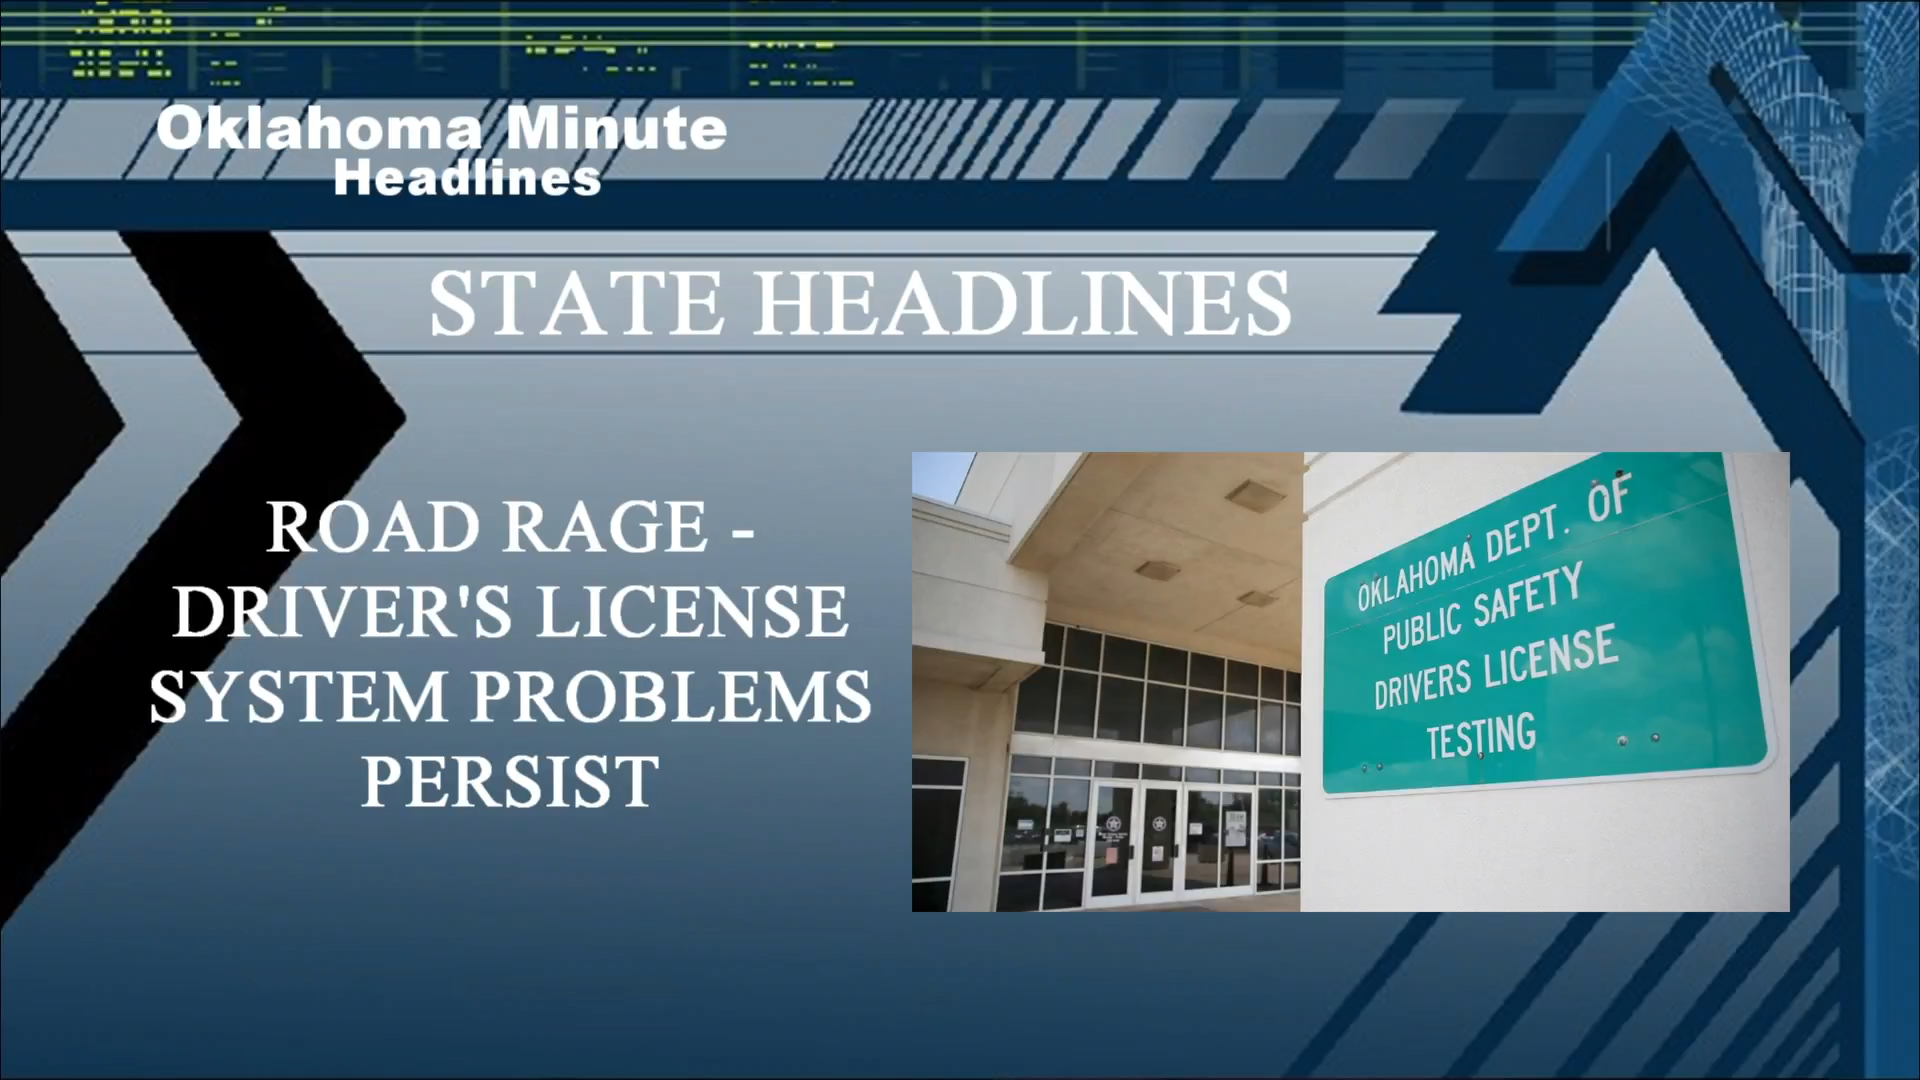 Oklahoma Minute
Headlines
STATE HEADLINES
ROAD RAGE -
DRIVER'S LICENSE
SYSTEM PROBLEMS
PERSIST
OKLAHOMA DEPT. OF
PUBLIC SAFETY
DRIVERS LICENSE
TESTING